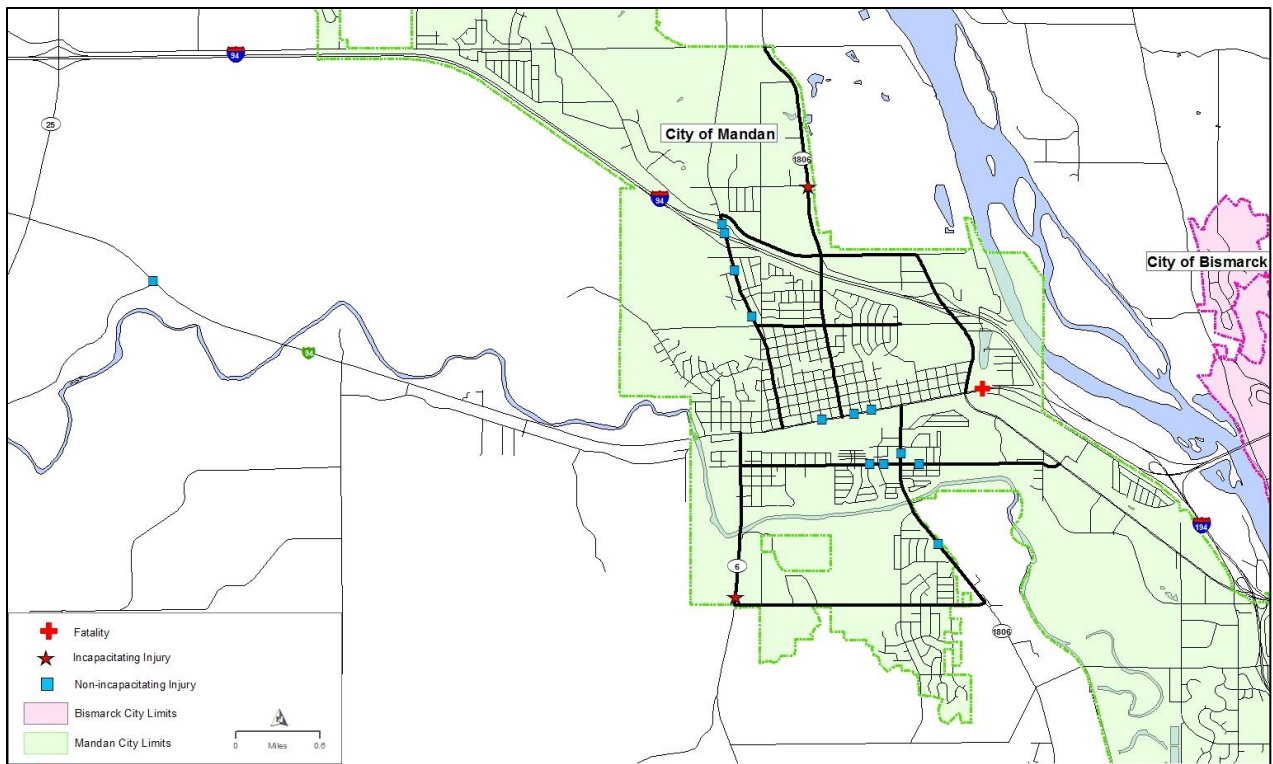 94
25
City of Mandan
1806
94
City of Bismarck
94
194
6
1806
Fatality
Incapacitating Injury
Non-incapacitating Injury
Bismarck City Limits
Mandan City Limits
N
0 Miles 0.6